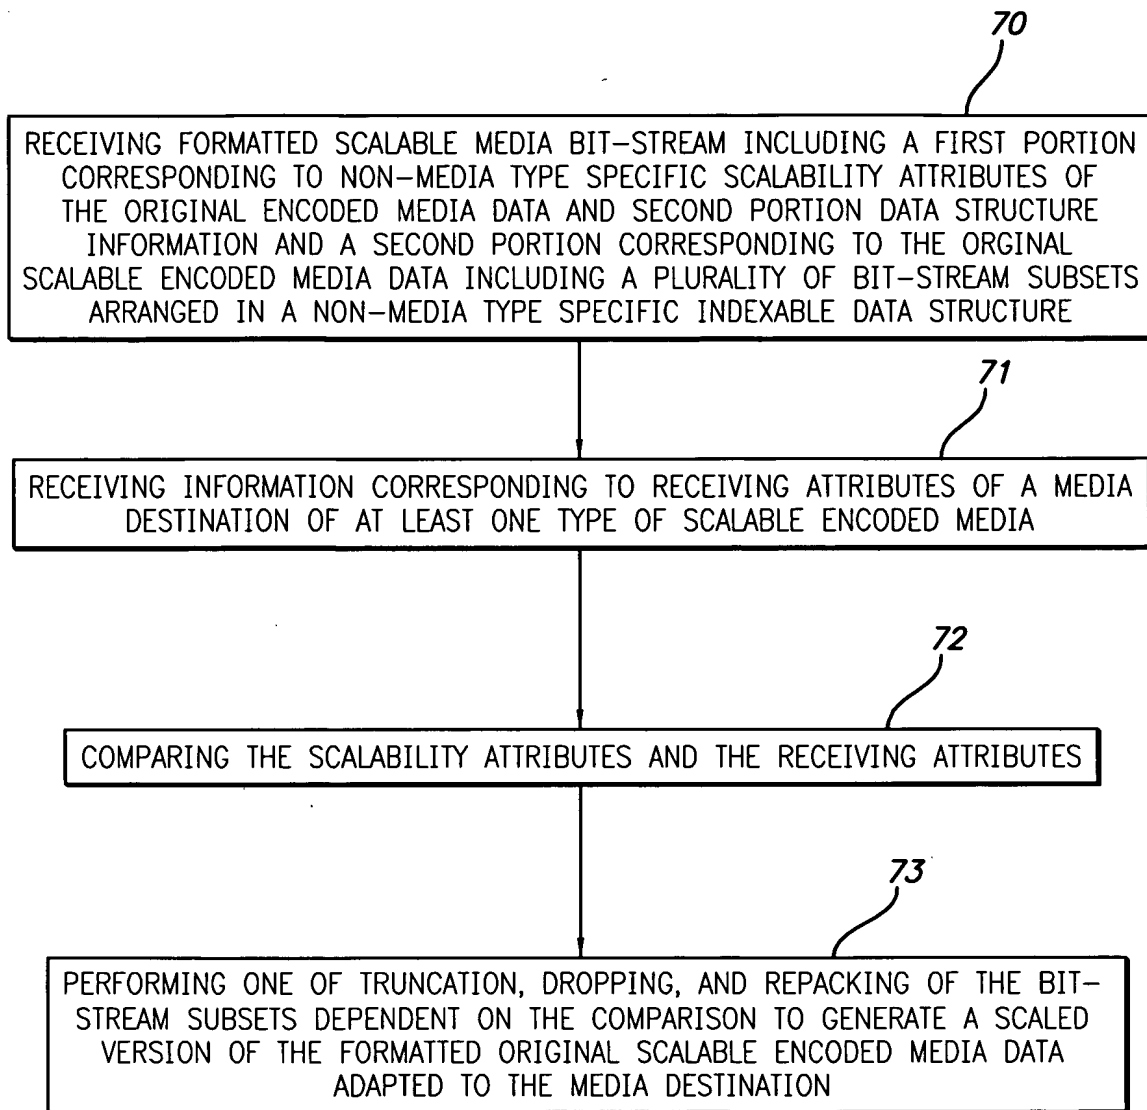 70
RECEIVING FORMATTED SCALABLE MEDIA BIT-STREAM INCLUDING A FIRST PORTION
CORRESPONDING TO NON-MEDIA TYPE SPECIFIC SCALABILITY ATTRIBUTES OF
THE ORIGINAL ENCODED MEDIA DATA AND SECOND PORTION DATA STRUCTURE
INFORMATION AND A SECOND PORTION CORRESPONDING TO THE ORGINAL
SCALABLE ENCODED MEDIA DATA INCLUDING A PLURALITY OF BIT-STREAM SUBSETS
ARRANGED IN A NON-MEDIA TYPE SPECIFIC INDEXABLE DATA STRUCTURE
71
RECEIVING INFORMATION CORRESPONDING TO RECEIVING ATTRIBUTES OF A MEDIA
DESTINATION OF AT LEAST ONE TYPE OF SCALABLE ENCODED MEDIA
72
COMPARING THE SCALABILITY ATTRIBUTES AND THE RECEIVING ATTRIBUTES
73
PERFORMING ONE OF TRUNCATION, DROPPING, AND REPACKING OF THE BIT-
STREAM SUBSETS DEPENDENT ON THE COMPARISON TO GENERATE A SCALED
VERSION OF THE FORMATTED ORIGINAL SCALABLE ENCODED MEDIA DATA
ADAPTED TO THE MEDIA DESTINATION